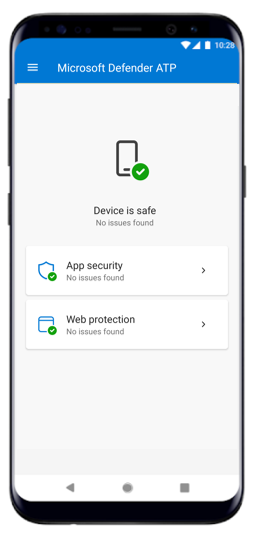 10:28
Microsoft Defender ATP
Device is safe
No issues found
App security
No issues found
Web protection
No issues found